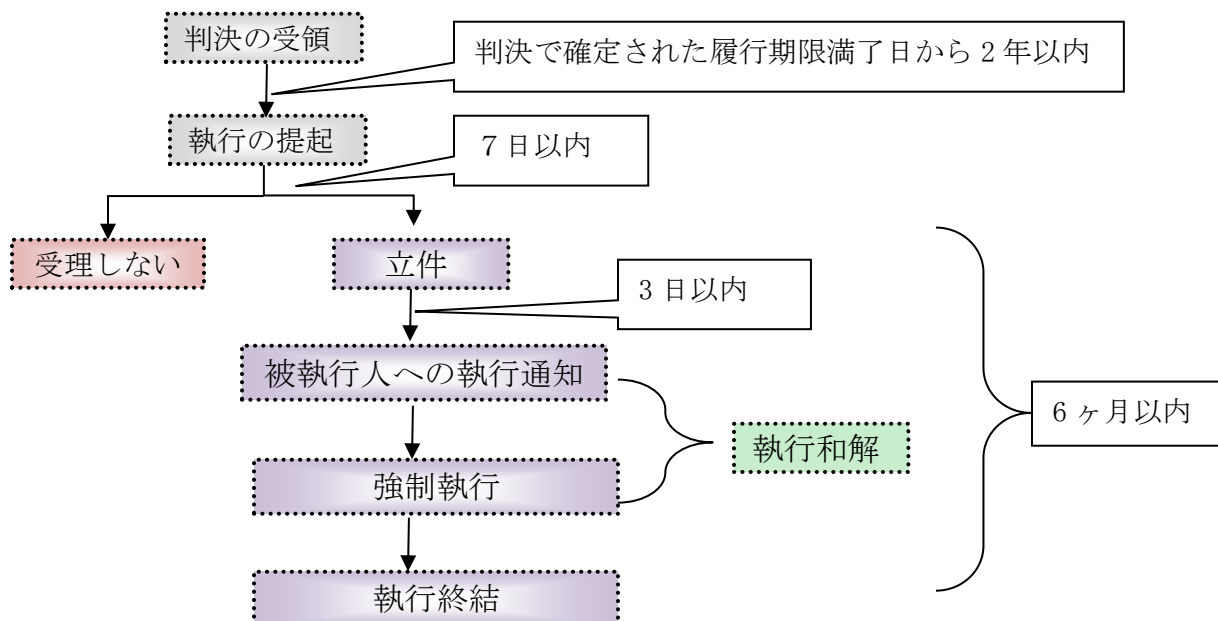 判決の受領
判決で確定された履行期限満了日から2年以内
執行の提起
7日以内
受理しない
立件
3日以内
被執行人への執行通知
6ヶ月以内
執行和解
強制執行
執行終結